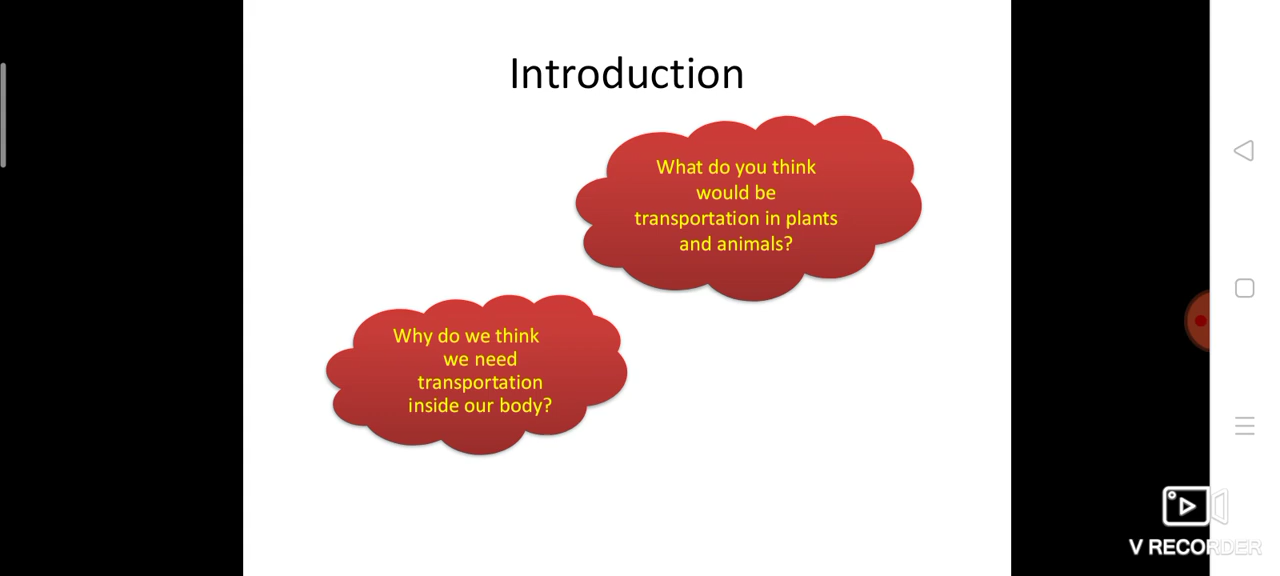 Introduction
What do you think
would be
transportation in plants
and animals?
Why do we think
we need
transportation
inside our body?
V RECORDER